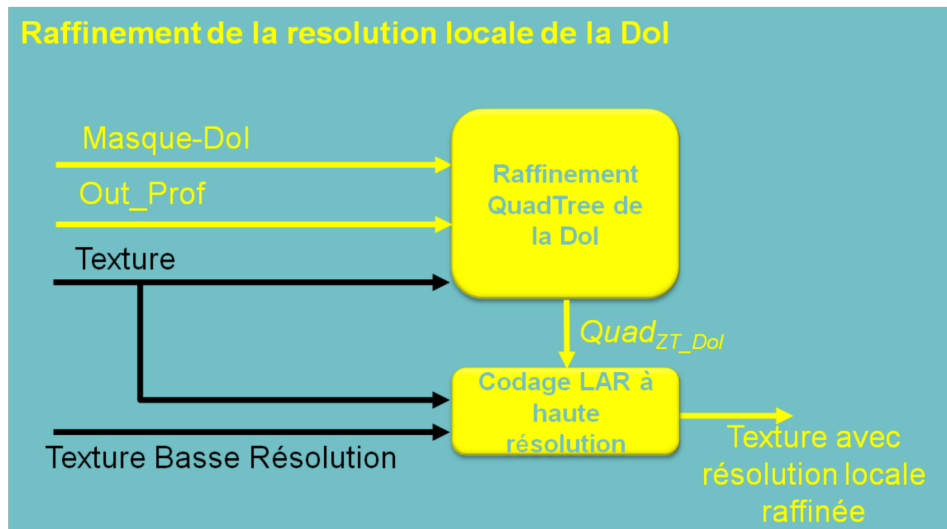 Raffinement de la resolution locale de la DoI
Masque-DoI
Out_Prof
Texture
Raffinement
QuadTree de
la DoI
Quad_ZT_DoI
Codage LAR à
haute
résolution
Texture Basse Résolution
Texture avec
résolution locale
raffinée